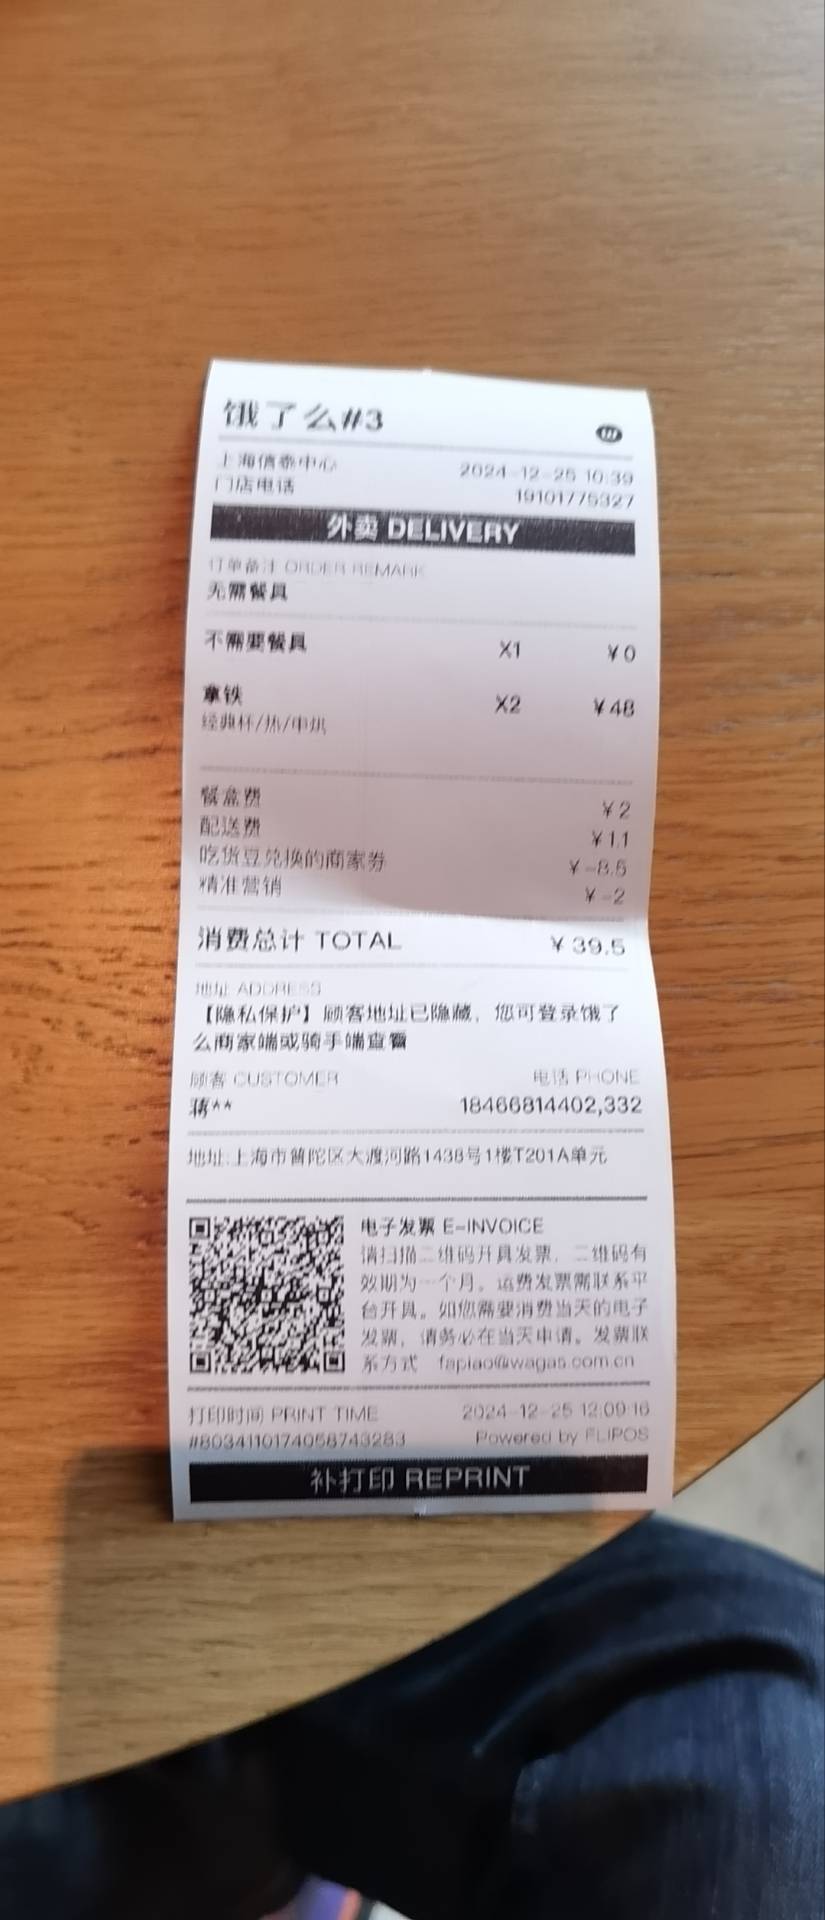 饿了么#3
上海信泰中心 2024-12-25 10:39
门店电话 19101775327
外卖 DELIVERY
订单备注 ORDER REMARK
无需餐具
不需要餐具 X1 ¥0
拿铁 X2 ¥48
经典杯/热/中烘
餐盒费 ¥2
配送费 ¥1.1
吃货豆兑换的商家券 ¥-8.5
精准营销 ¥-2
消费总计 TOTAL ¥39.5
地址 ADDRESS
【隐私保护】顾客地址已隐藏，您可登录饿了
么商家端或骑手端查看
顾客 CUSTOMER 电话 PHONE
蒋** 18466814402,332
地址:上海市普陀区大渡河路1438号1楼T201A单元
电子发票 E-INVOICE
请扫描二维码开具发票，二维码有
效期为一个月。运费发票需联系平
台开具。如您需要消费当天的电子
发票，请务必在当天申请。发票联
系方式 fapiao@wagas.com.cn
打印时间 PRINT TIME 2024-12-25 12:09:16
#8034110174058743283 Powered by FLIPOS
补打印 REPRINT